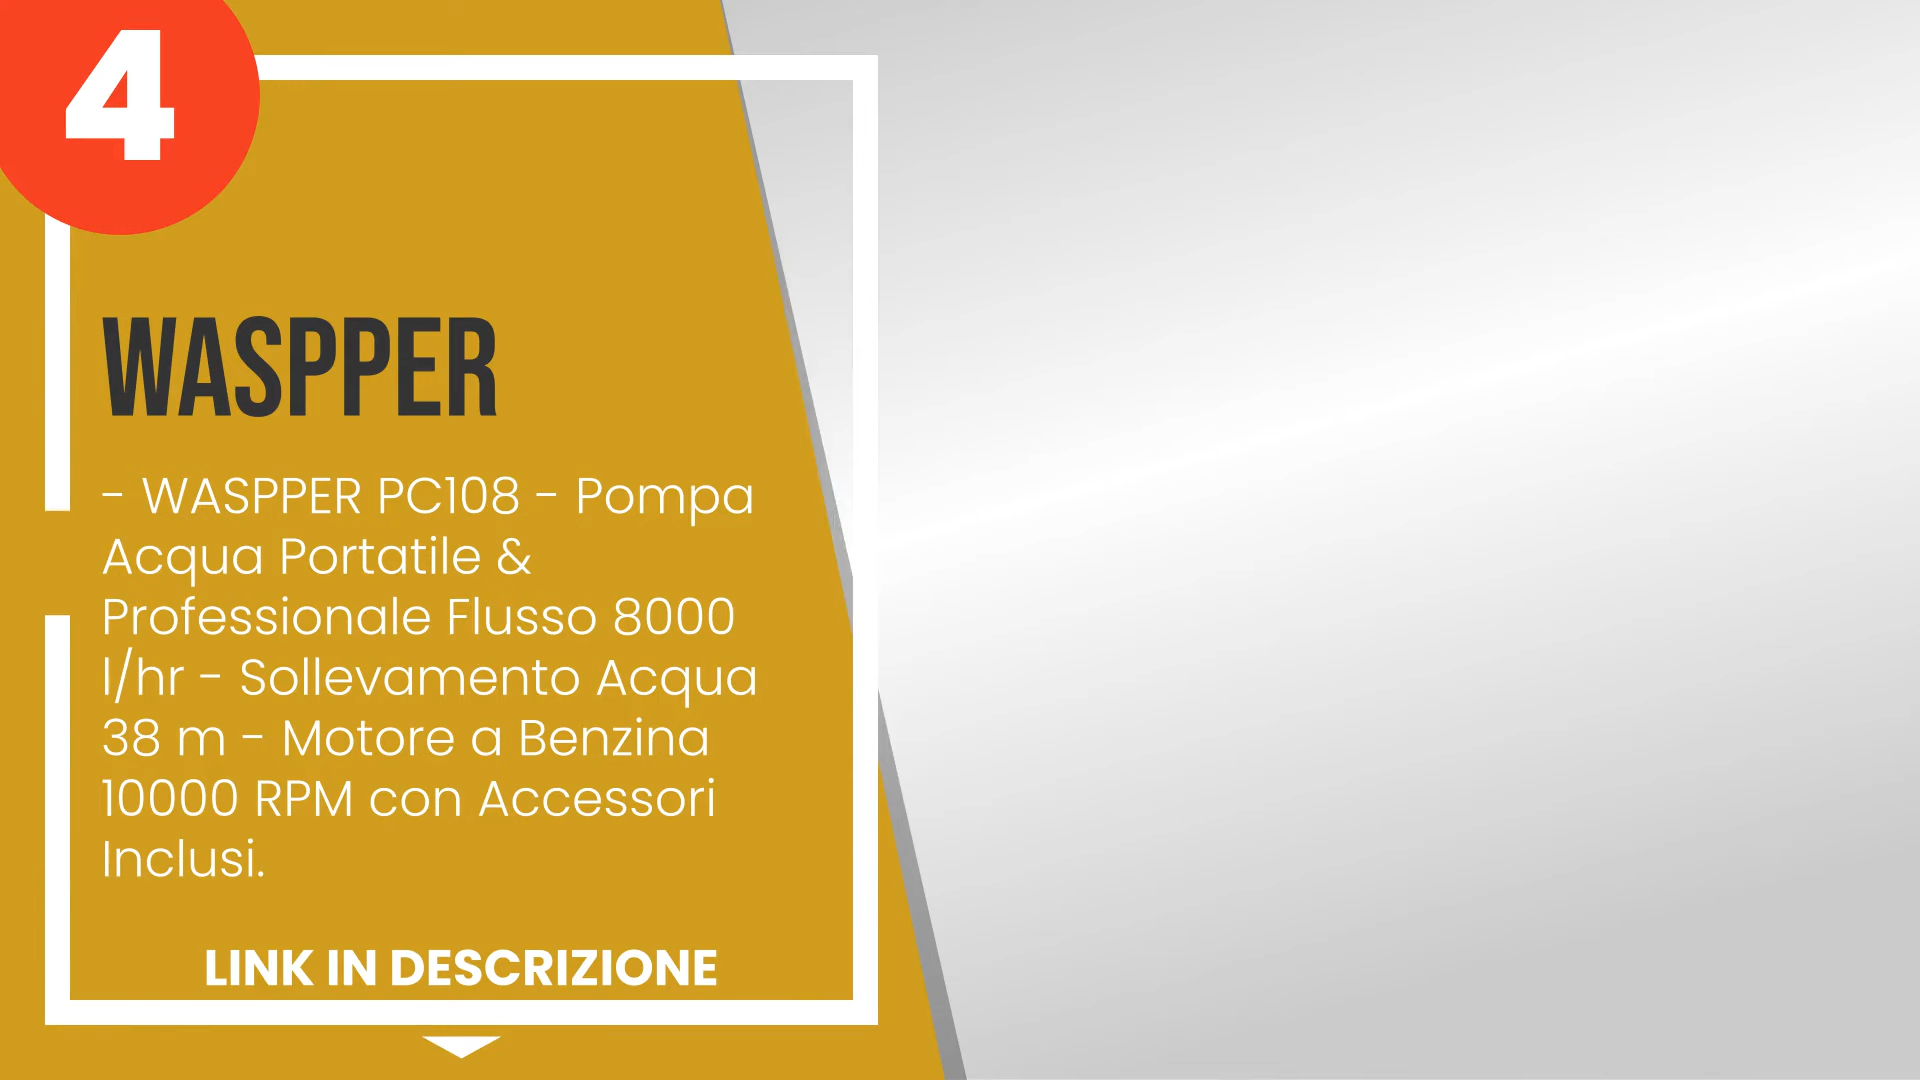 4
WASPPER
- WASPPER PC108 - Pompa
Acqua Portatile &
Professionale Flusso 8000
l/hr - Sollevamento Acqua
38 m - Motore a Benzina
10000 RPM con Accessori
Inclusi.
LINK IN DESCRIZIONE